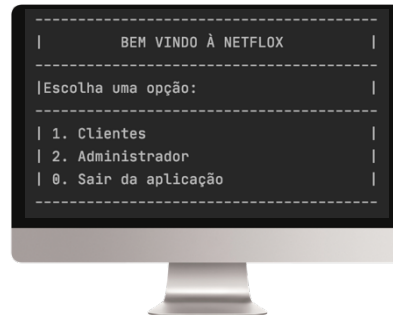 ----------------------------------------
|         BEM VINDO À NETFLOX          |
----------------------------------------
|Escolha uma opção:                    |
----------------------------------------
| 1. Clientes                          |
| 2. Administrador                     |
| 0. Sair da aplicação                 |
----------------------------------------